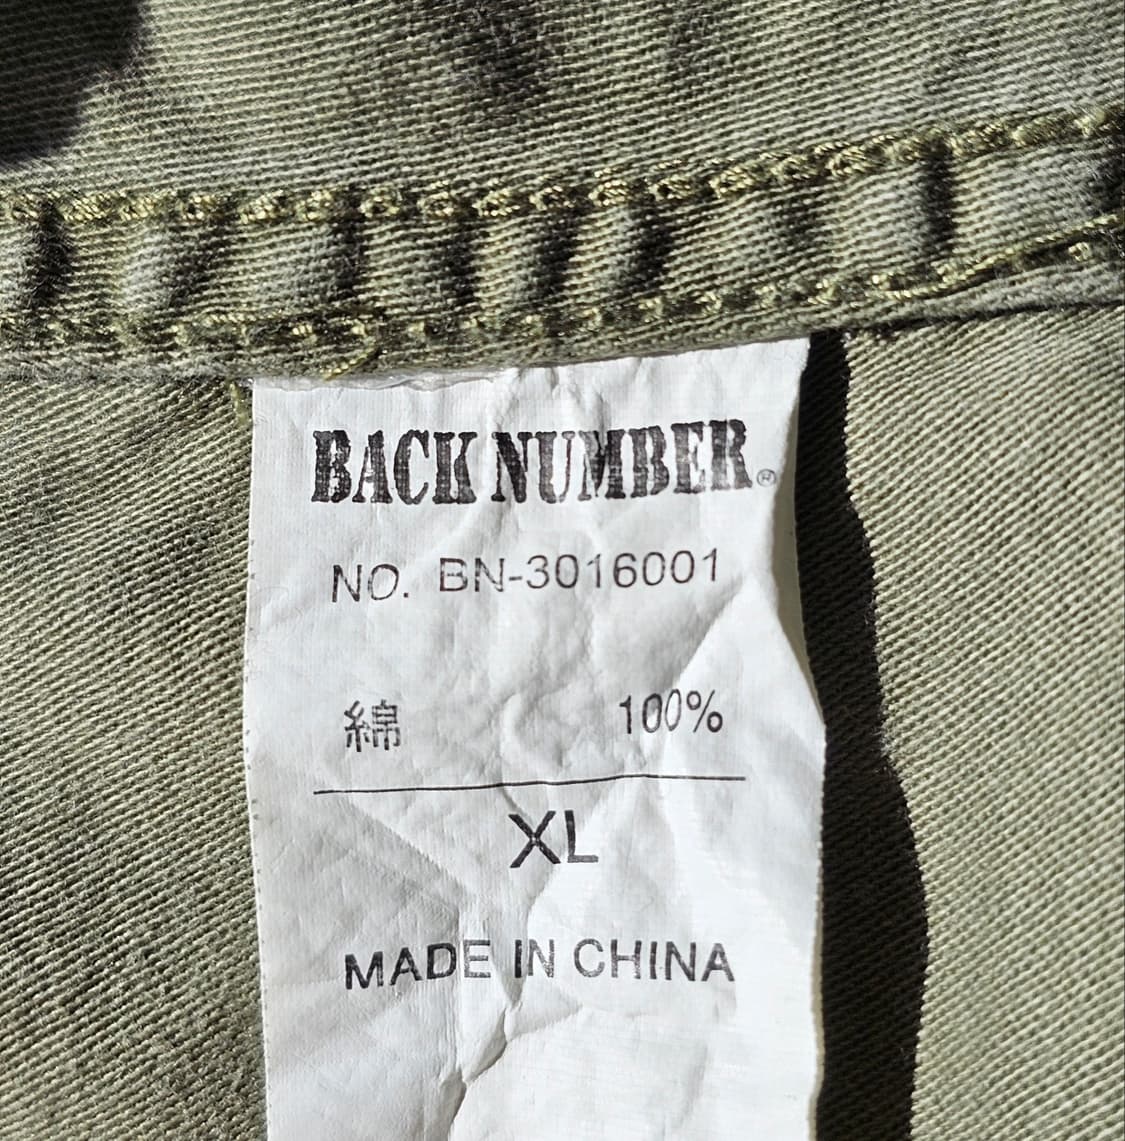 BACK NUMBER®
NO. BN-3016001
綿 100%
XL
MADE IN CHINA